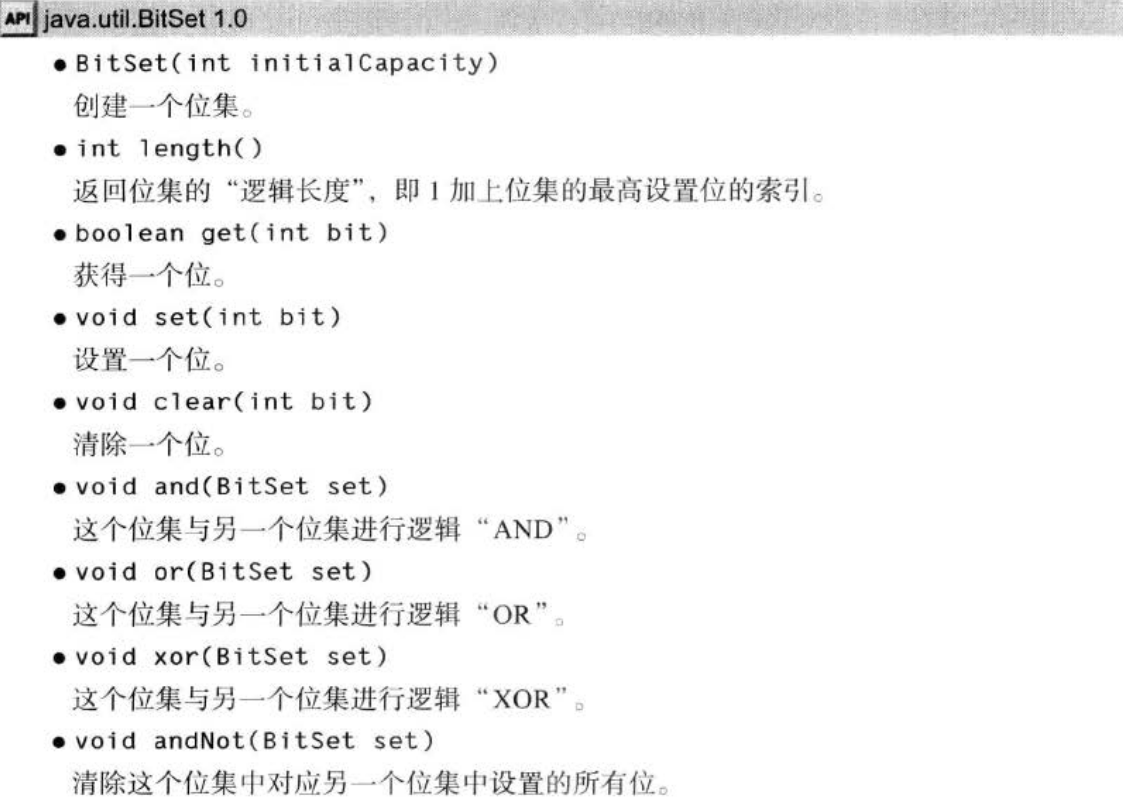 API java.util.BitSet 1.0
● BitSet(int initialCapacity)
创建一个位集。
● int length()
返回位集的“逻辑长度”，即 1 加上位集的最高设置位的索引。
● boolean get(int bit)
获得一个位。
● void set(int bit)
设置一个位。
● void clear(int bit)
清除一个位。
● void and(BitSet set)
这个位集与另一个位集进行逻辑“AND”。
● void or(BitSet set)
这个位集与另一个位集进行逻辑“OR”。
● void xor(BitSet set)
这个位集与另一个位集进行逻辑“XOR”。
● void andNot(BitSet set)
清除这个位集中对应另一个位集中设置的所有位。